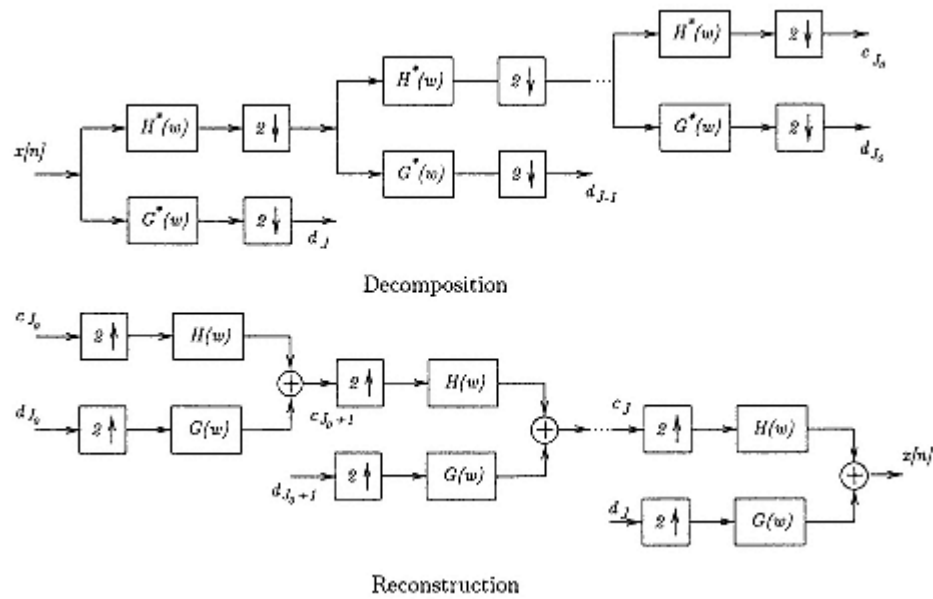 H*(w) 2↓ c_{J_0}
H*(w) 2↓ ...
G*(w) 2↓ d_{J_0}
H*(w) 2↓
x[n]
G*(w) 2↓ d_{J-1}
G*(w) 2↓ d_J
Decomposition
c_{J_0} 2↑ H(w)
+ c_{J_0+1} 2↑ H(w)
d_{J_0} 2↑ G(w)
+ ... c_J 2↑ H(w)
d_{J_0+1} 2↑ G(w)
+ x[n]
d_J 2↑ G(w)
Reconstruction